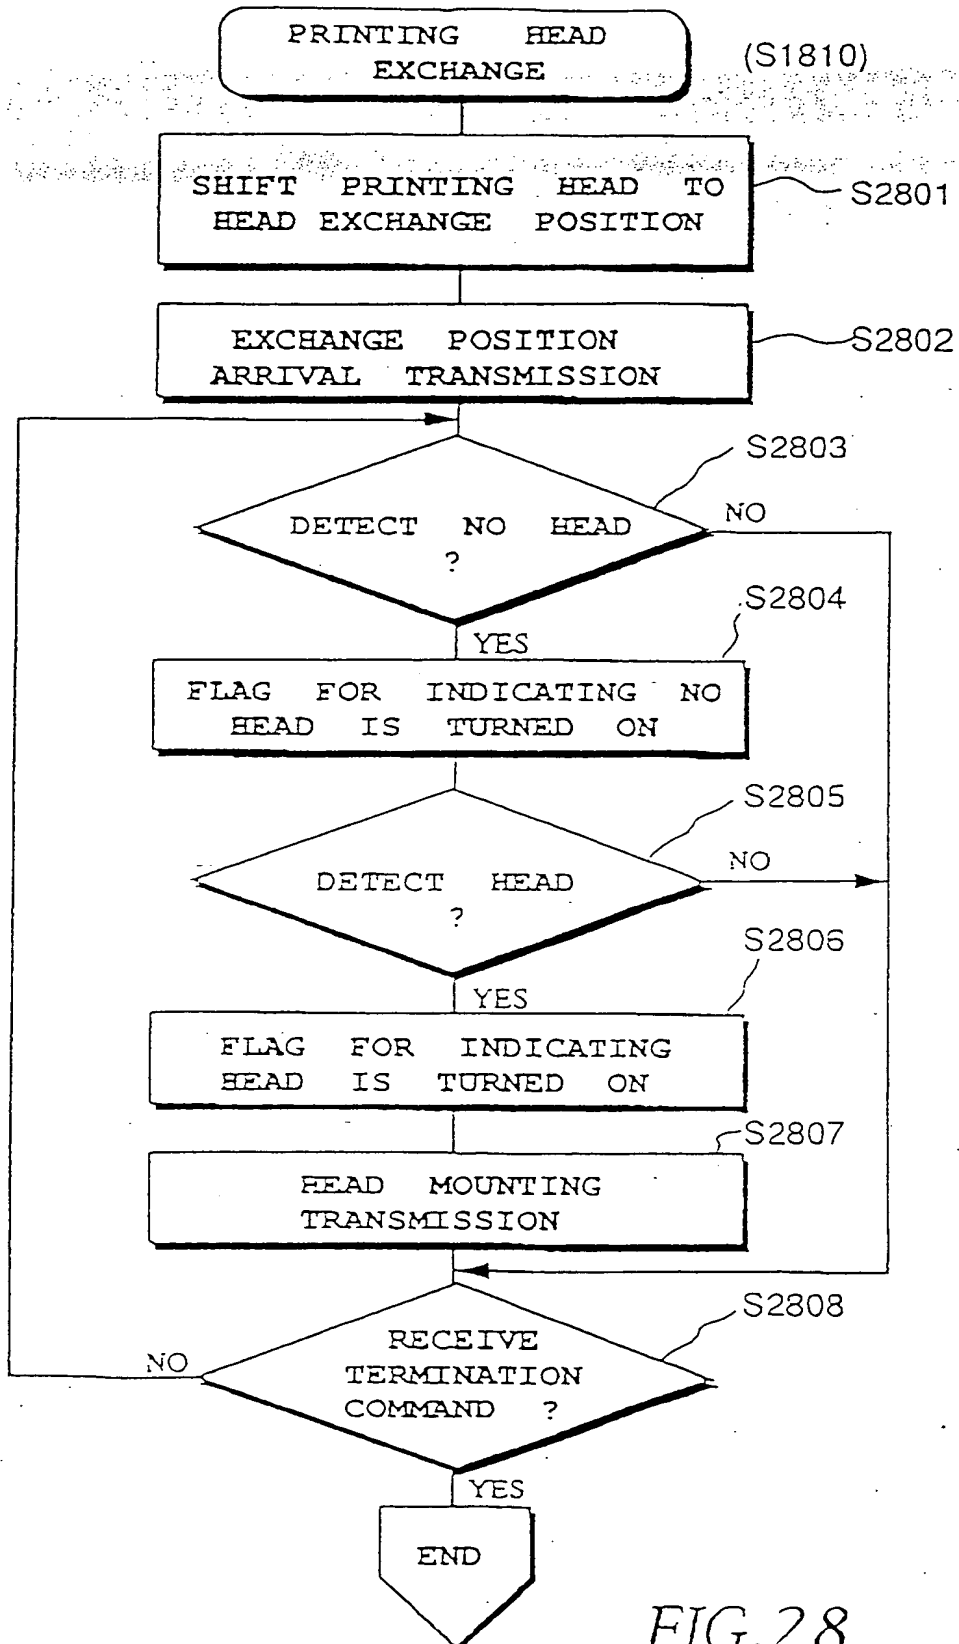 PRINTING HEAD
EXCHANGE
(S1810)
SHIFT PRINTING HEAD TO
HEAD EXCHANGE POSITION
S2801
EXCHANGE POSITION
ARRIVAL TRANSMISSION
S2802
S2803
DETECT NO HEAD
?
NO
S2804
YES
FLAG FOR INDICATING NO
HEAD IS TURNED ON
S2805
DETECT HEAD
?
NO
S2806
YES
FLAG FOR INDICATING
HEAD IS TURNED ON
S2807
HEAD MOUNTING
TRANSMISSION
S2808
RECEIVE
TERMINATION
COMMAND ?
NO
YES
END
FIG.28